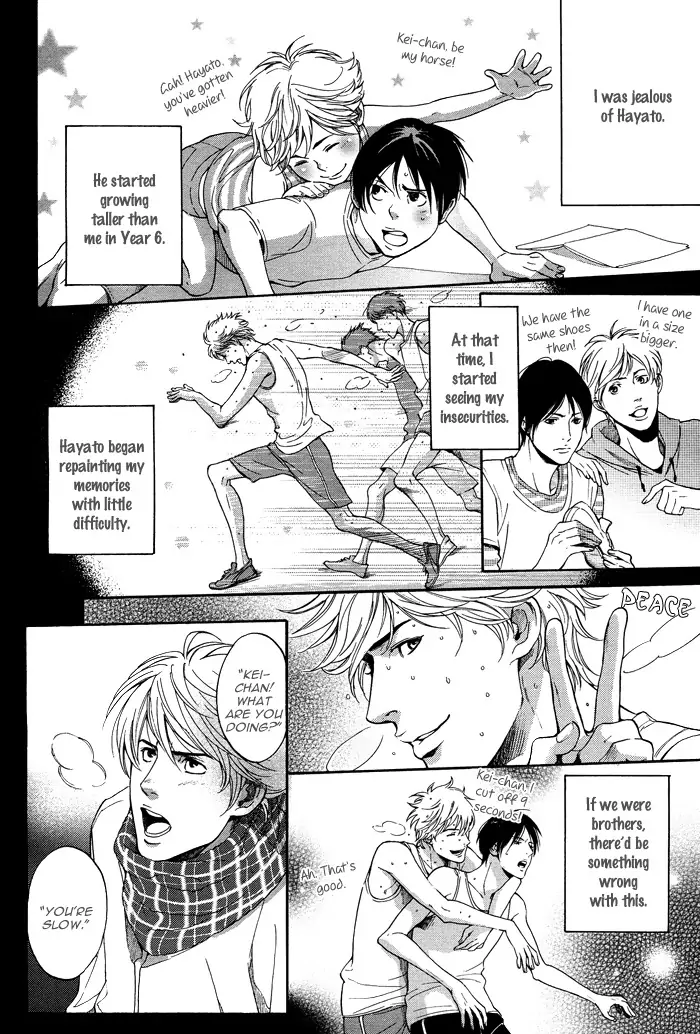 I was jealous
of Hayato.
Kei-chan, be
my horse!
Gah! Hayato,
you've gotten
heavier!
He started
growing
taller than
me in Year 6.
I have one
in a size
bigger.
We have the
same shoes
then!
At that
time, I
started
seeing my
insecurities.
Hayato began
repainting my
memories
with little
difficulty.
PEACE
"KEI-
CHAN!
WHAT
ARE YOU
DOING?"
"YOU'RE
SLOW."
Kei-chan, I
cut off 9
seconds!
Ah. That's
good.
If we were
brothers,
there'd be
something
wrong
with this.